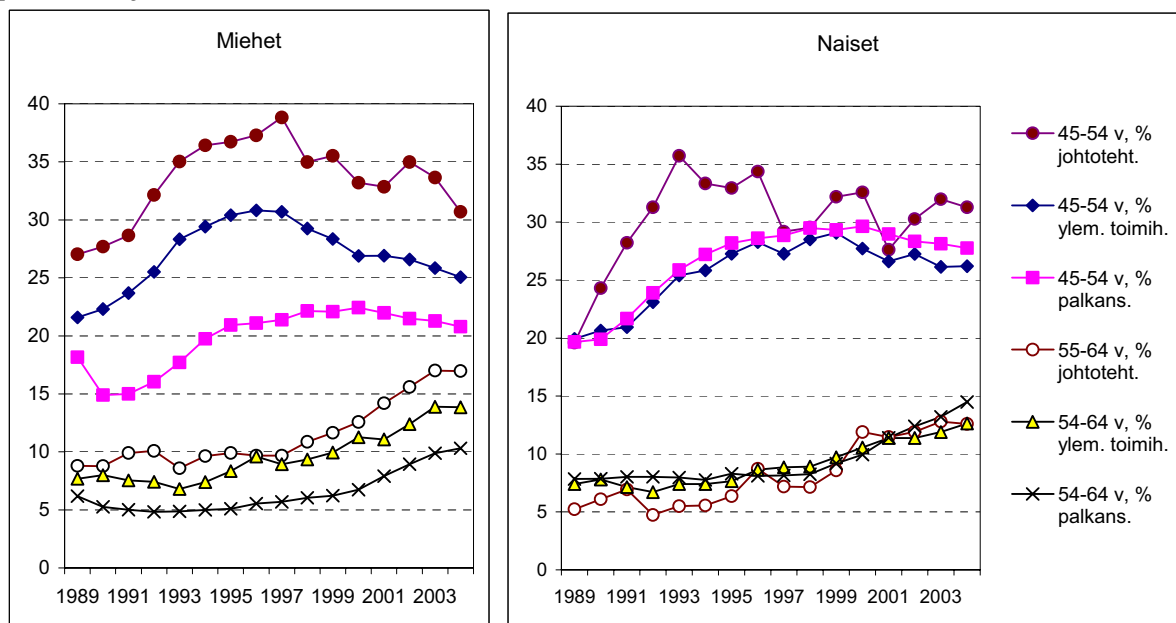 Miehet
40
35
30
25
20
15
10
5
0
1989 1991 1993 1995 1997 1999 2001 2003
Naiset
40
35
30
25
20
15
10
5
0
1989 1991 1993 1995 1997 1999 2001 2003
45-54 v, %
johtoteht.
45-54 v, %
ylem. toimih.
45-54 v, %
palkans.
55-64 v, %
johtoteht.
54-64 v, %
ylem. toimih.
54-64 v, %
palkans.